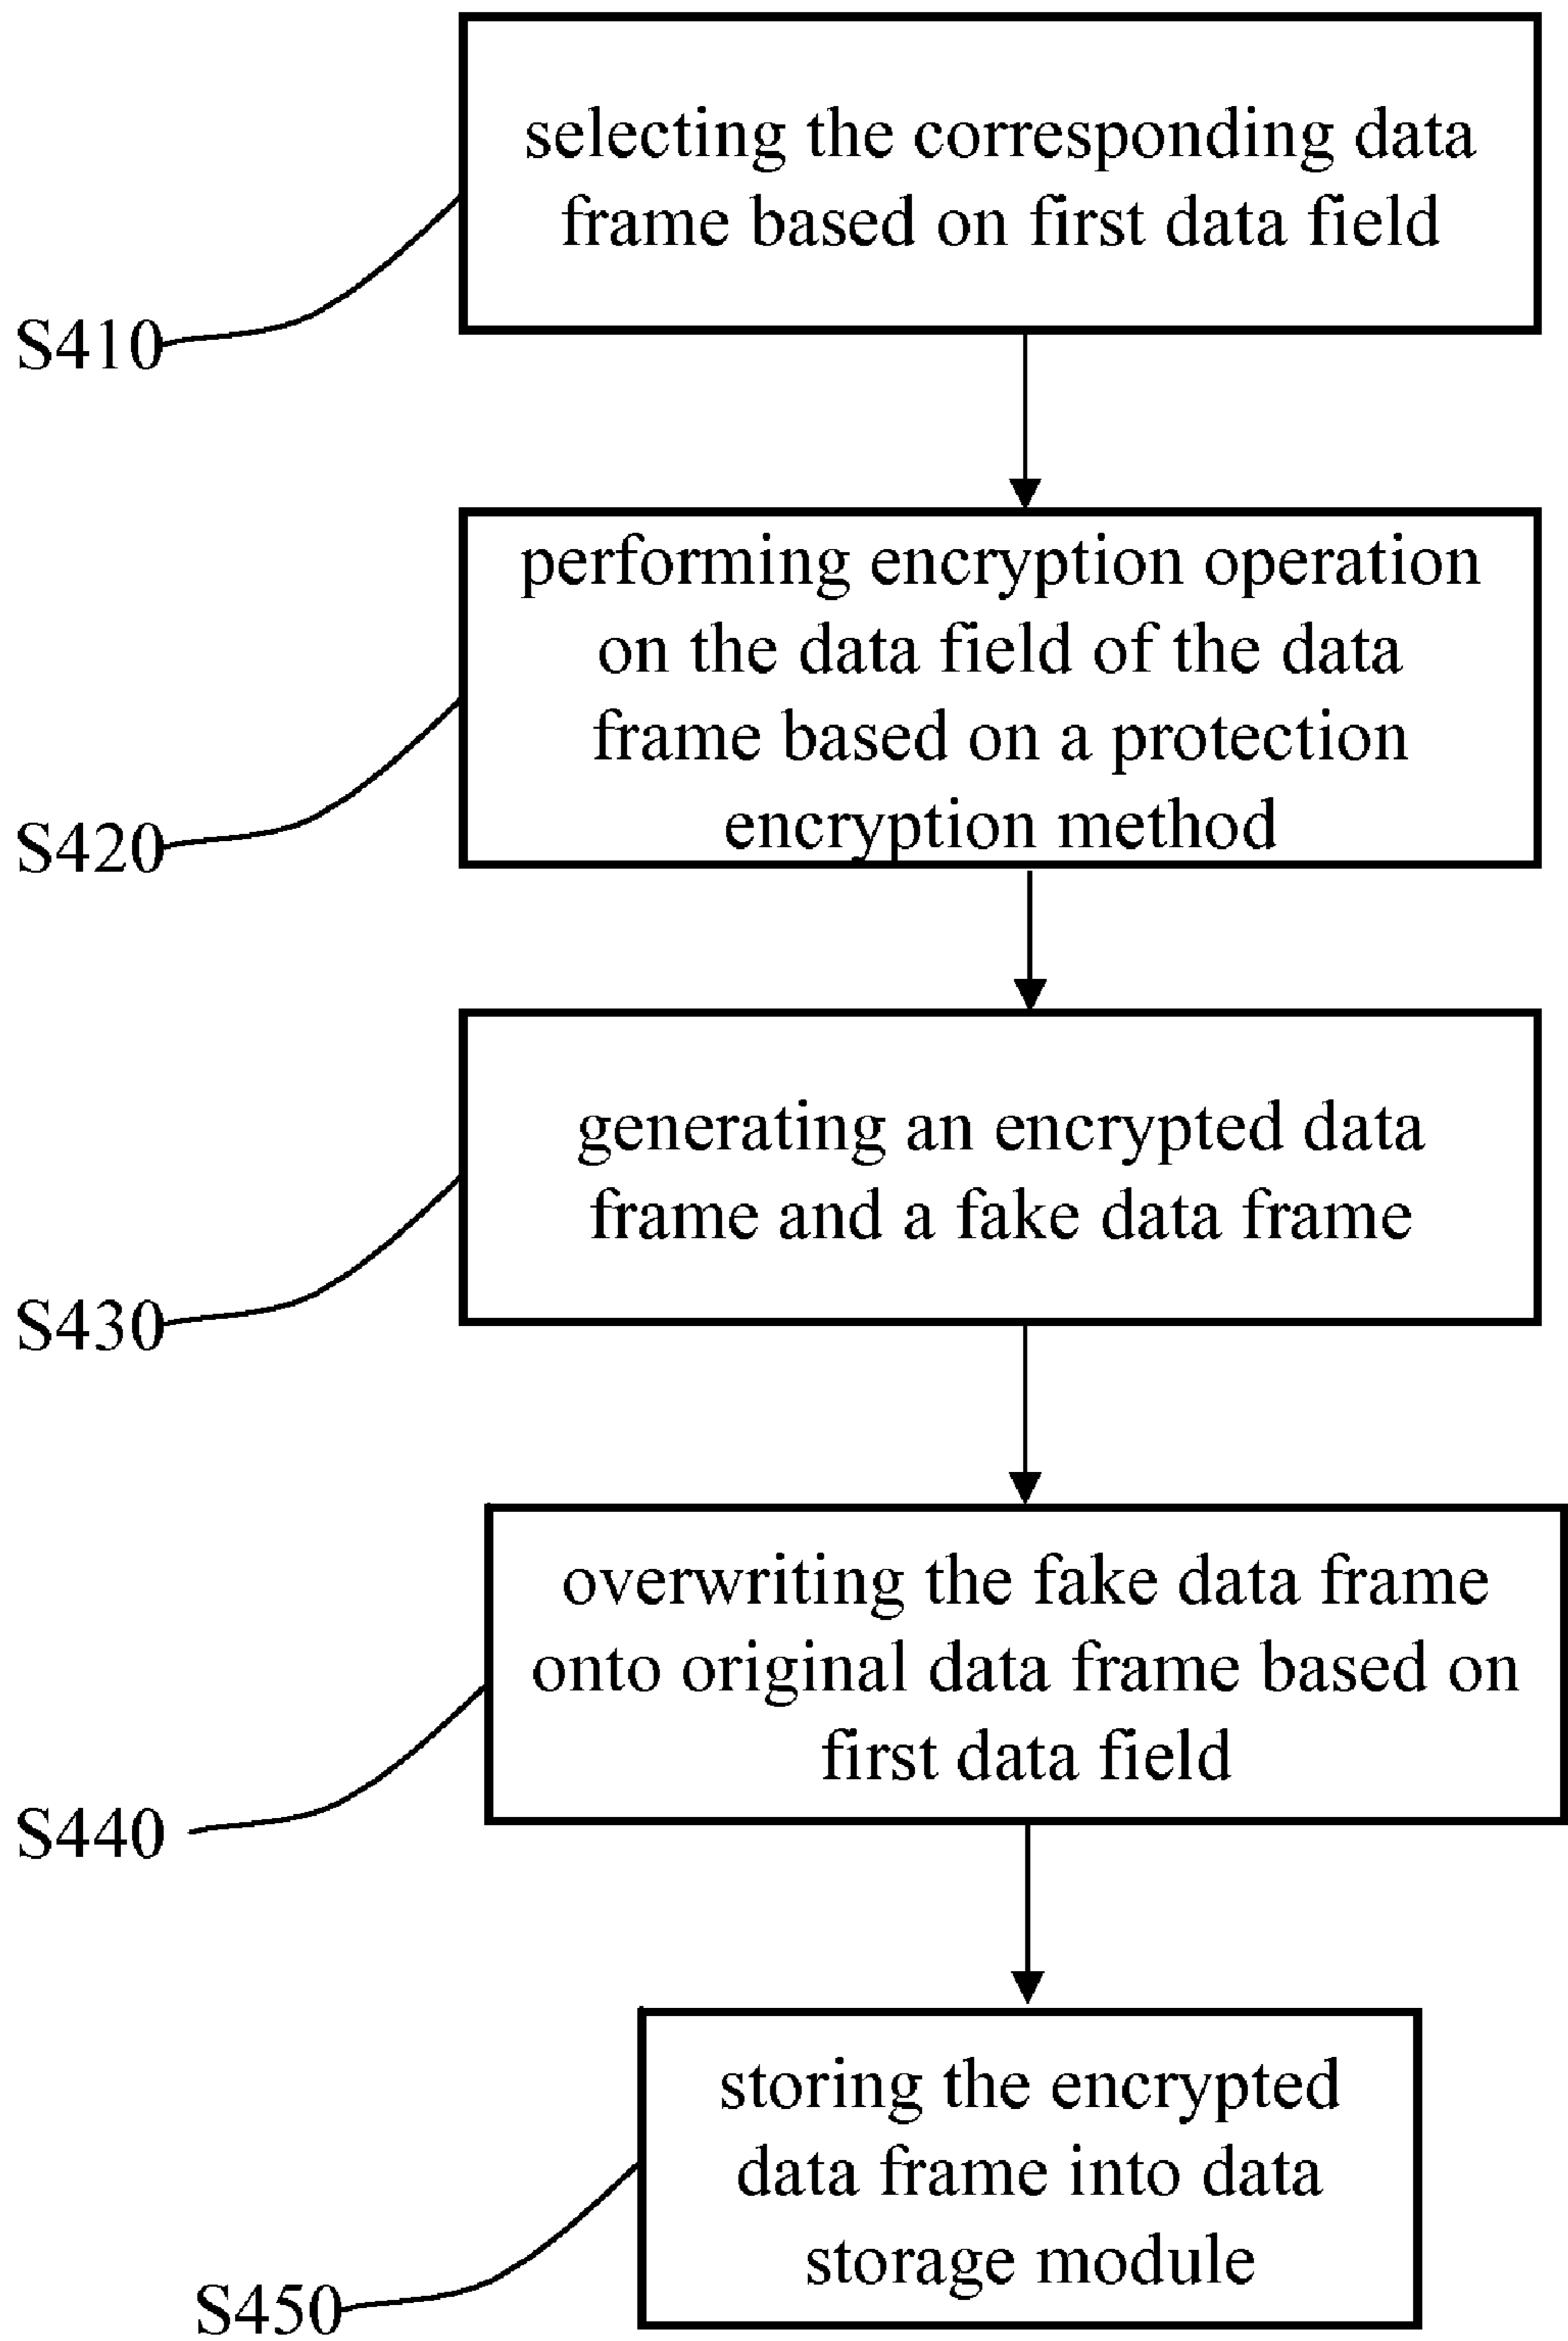 selecting the corresponding data
frame based on first data field
S410
performing encryption operation
on the data field of the data
frame based on a protection
encryption method
S420
generating an encrypted data
frame and a fake data frame
S430
overwriting the fake data frame
onto original data frame based on
first data field
S440
storing the encrypted
data frame into data
storage module
S450